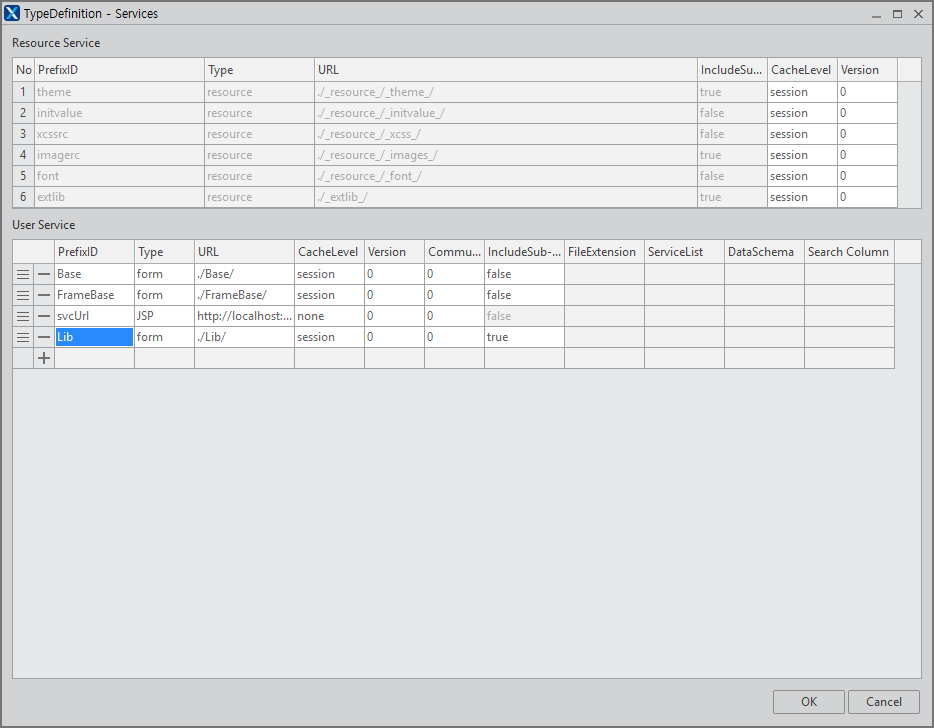 TypeDefinition - Services
Resource Service
No PrefixID Type URL IncludeSu... CacheLevel Version
1 theme resource ./_resource_/_theme_/ true session 0
2 initvalue resource ./_resource_/_initvalue_/ false session 0
3 xcssrc resource ./_resource_/_xcss_/ false session 0
4 imagerc resource ./_resource_/_images_/ true session 0
5 font resource ./_resource_/_font_/ false session 0
6 extlib resource ./_extlib_/ true session 0
User Service
PrefixID Type URL CacheLevel Version Commu... IncludeSub-... FileExtension ServiceList DataSchema Search Column
Base form ./Base/ session 0 0 false
FrameBase form ./FrameBase/ session 0 0 false
svcUrl JSP http://localhost:... none 0 0 false
Lib form ./Lib/ session 0 0 true
OK Cancel